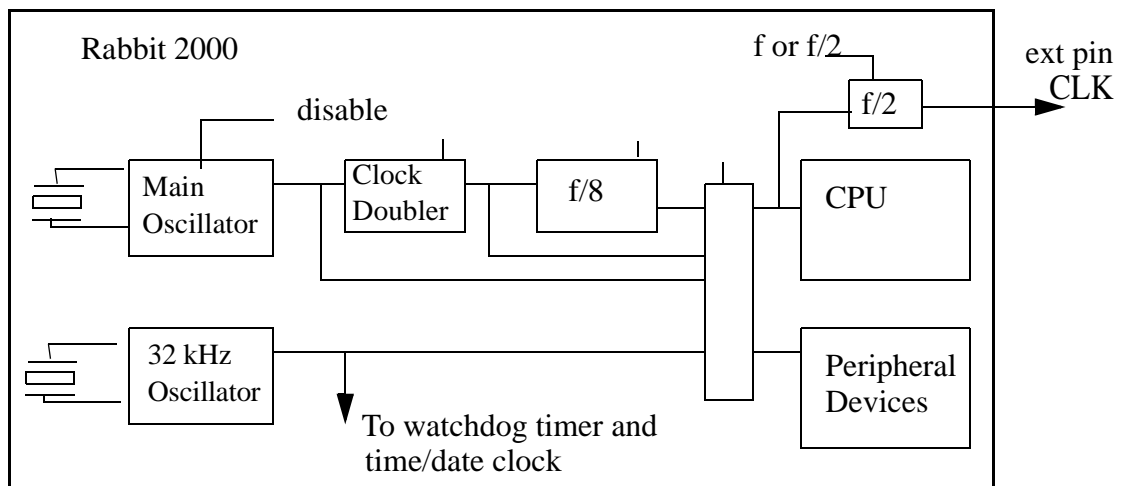 Rabbit 2000
f or f/2
ext pin
CLK
f/2
disable
Main
Oscillator
Clock
Doubler
f/8
CPU
32 kHz
Oscillator
Peripheral
Devices
To watchdog timer and
time/date clock